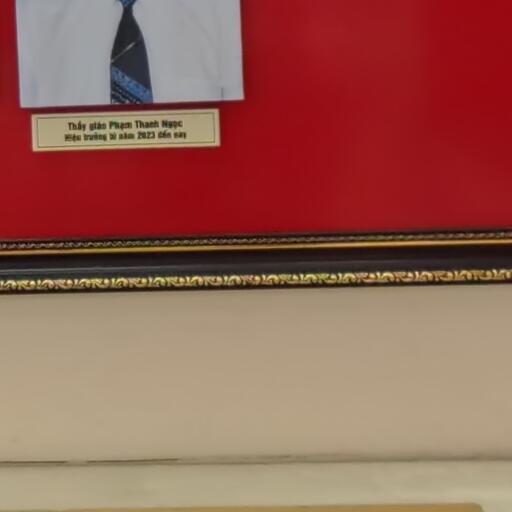 Thầy giáo Phạm Thanh Ngọc
Hiệu trưởng từ năm 2023 đến nay